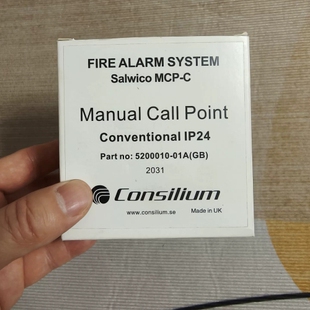 FIRE ALARM SYSTEM
Salwico MCP-C
Manual Call Point
Conventional IP24
Part no: 5200010-01A(GB)
2031
Consilium
www.consilium.se
Made in UK